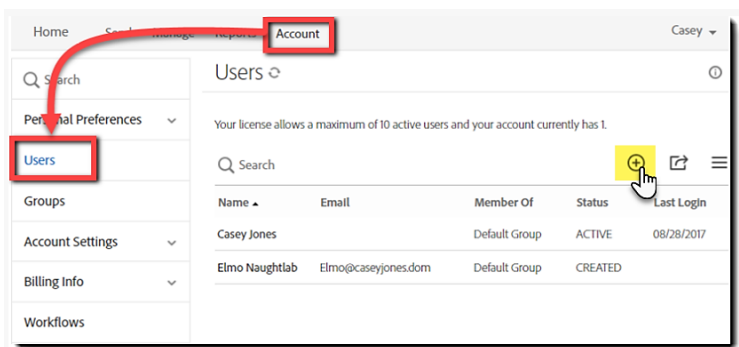 Home Manage Reports Account Casey
Search
Users
Personal Preferences
Your license allows a maximum of 10 active users and your account currently has 1.
Users
Search
Groups
Name Email Member Of Status Last Login
Account Settings
Casey Jones Default Group ACTIVE 08/28/2017
Elmo Naughtlab Elmo@caseyjones.dom Default Group CREATED
Billing Info
Workflows